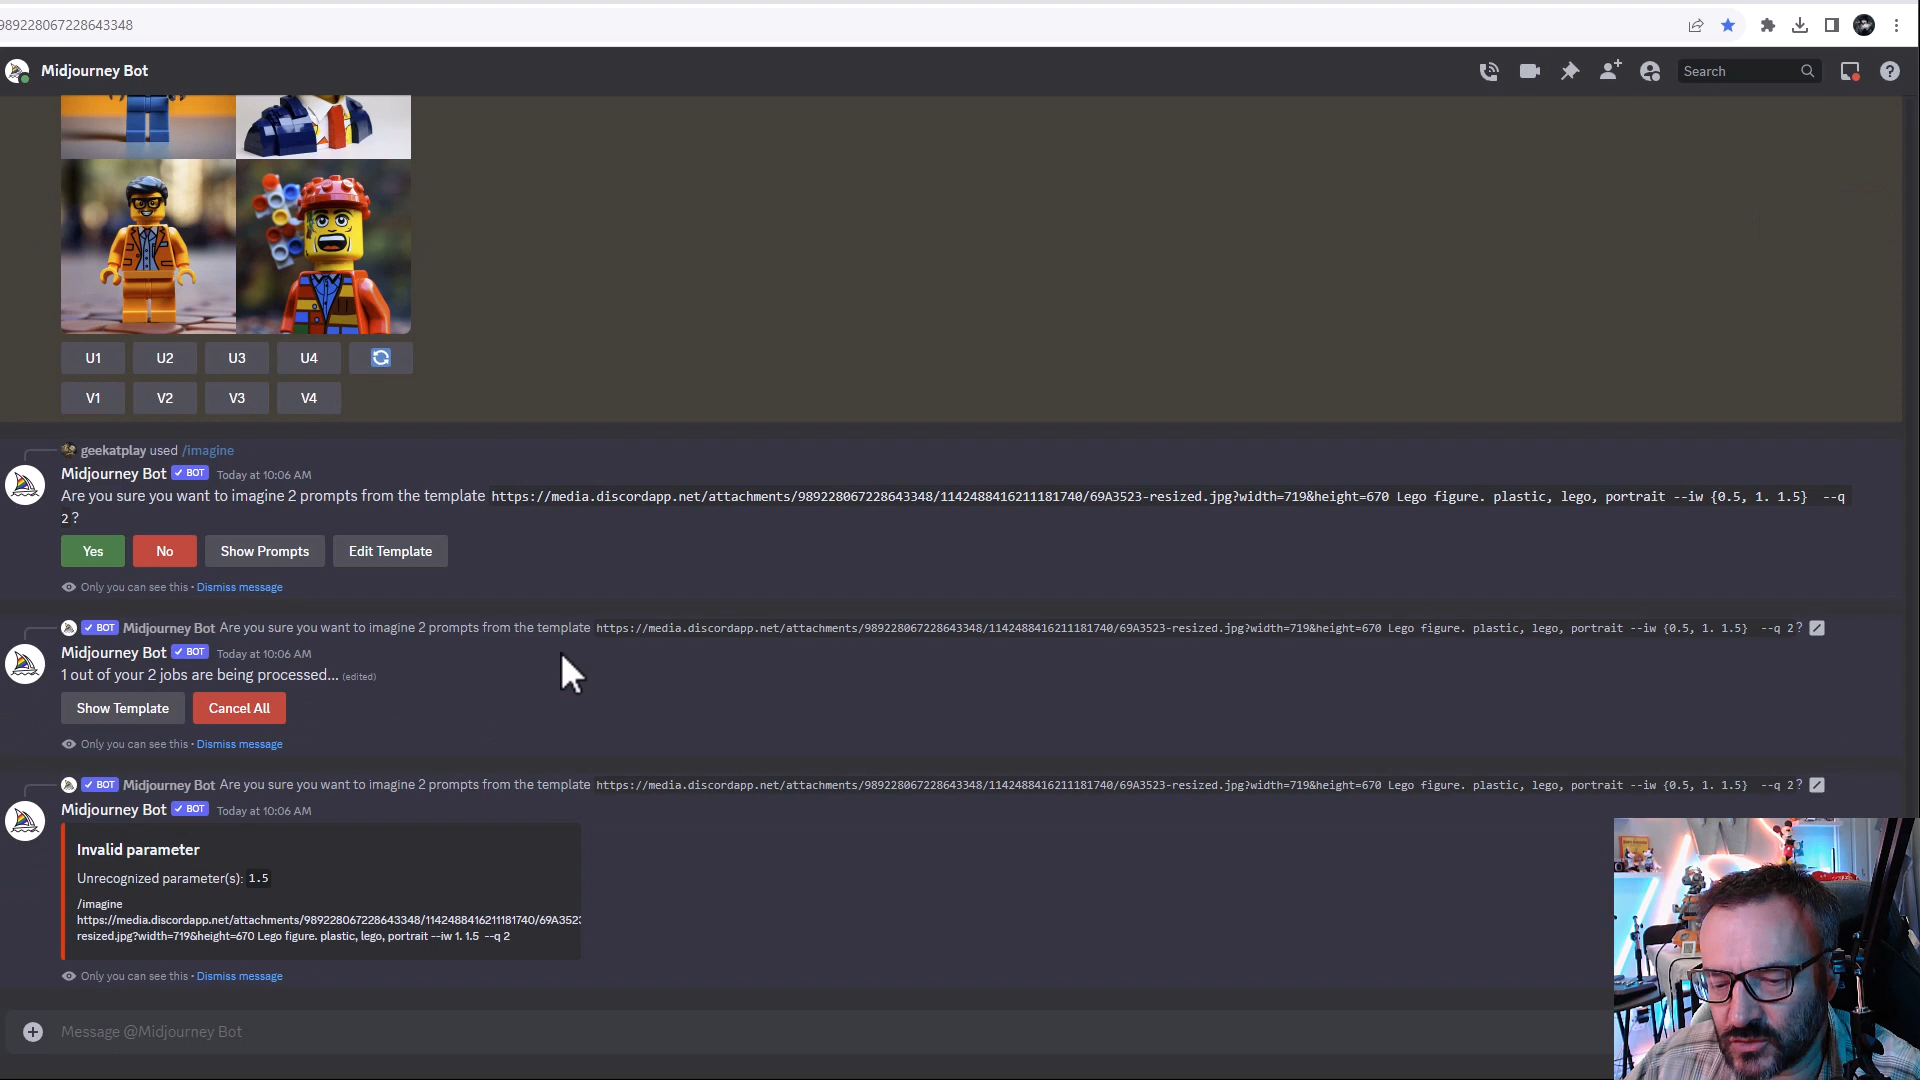 989228067228643348
Midjourney Bot
Search
U1 U2 U3 U4
V1 V2 V3 V4
geekatplay used /imagine
Midjourney Bot ✓ BOT Today at 10:06 AM
Are you sure you want to imagine 2 prompts from the template https://media.discordapp.net/attachments/989228067228643348/1142488416211181740/69A3523-resized.jpg?width=719&height=670 Lego figure. plastic, lego, portrait --iw {0.5, 1. 1.5} --q
2?
Yes No Show Prompts Edit Template
Only you can see this • Dismiss message
✓ BOT Midjourney Bot Are you sure you want to imagine 2 prompts from the template https://media.discordapp.net/attachments/989228067228643348/1142488416211181740/69A3523-resized.jpg?width=719&height=670 Lego figure. plastic, lego, portrait --iw {0.5, 1. 1.5} --q 2?
Midjourney Bot ✓ BOT Today at 10:06 AM
1 out of your 2 jobs are being processed... (edited)
Show Template Cancel All
Only you can see this • Dismiss message
✓ BOT Midjourney Bot Are you sure you want to imagine 2 prompts from the template https://media.discordapp.net/attachments/989228067228643348/1142488416211181740/69A3523-resized.jpg?width=719&height=670 Lego figure. plastic, lego, portrait --iw {0.5, 1. 1.5} --q 2?
Midjourney Bot ✓ BOT Today at 10:06 AM
Invalid parameter
Unrecognized parameter(s): 1.5
/imagine
https://media.discordapp.net/attachments/989228067228643348/1142488416211181740/69A3523
resized.jpg?width=719&height=670 Lego figure. plastic, lego, portrait --iw 1. 1.5 --q 2
Only you can see this • Dismiss message
Message @Midjourney Bot